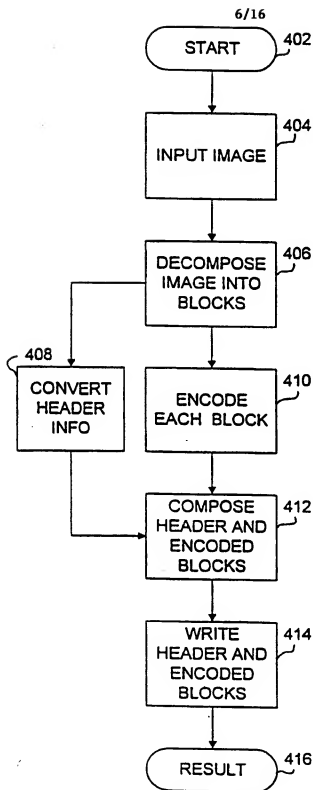 6/16
START
402
INPUT IMAGE
404
DECOMPOSE
IMAGE INTO
BLOCKS
406
408
CONVERT
HEADER
INFO
ENCODE
EACH BLOCK
410
COMPOSE
HEADER AND
ENCODED
BLOCKS
412
WRITE
HEADER AND
ENCODED
BLOCKS
414
RESULT
416